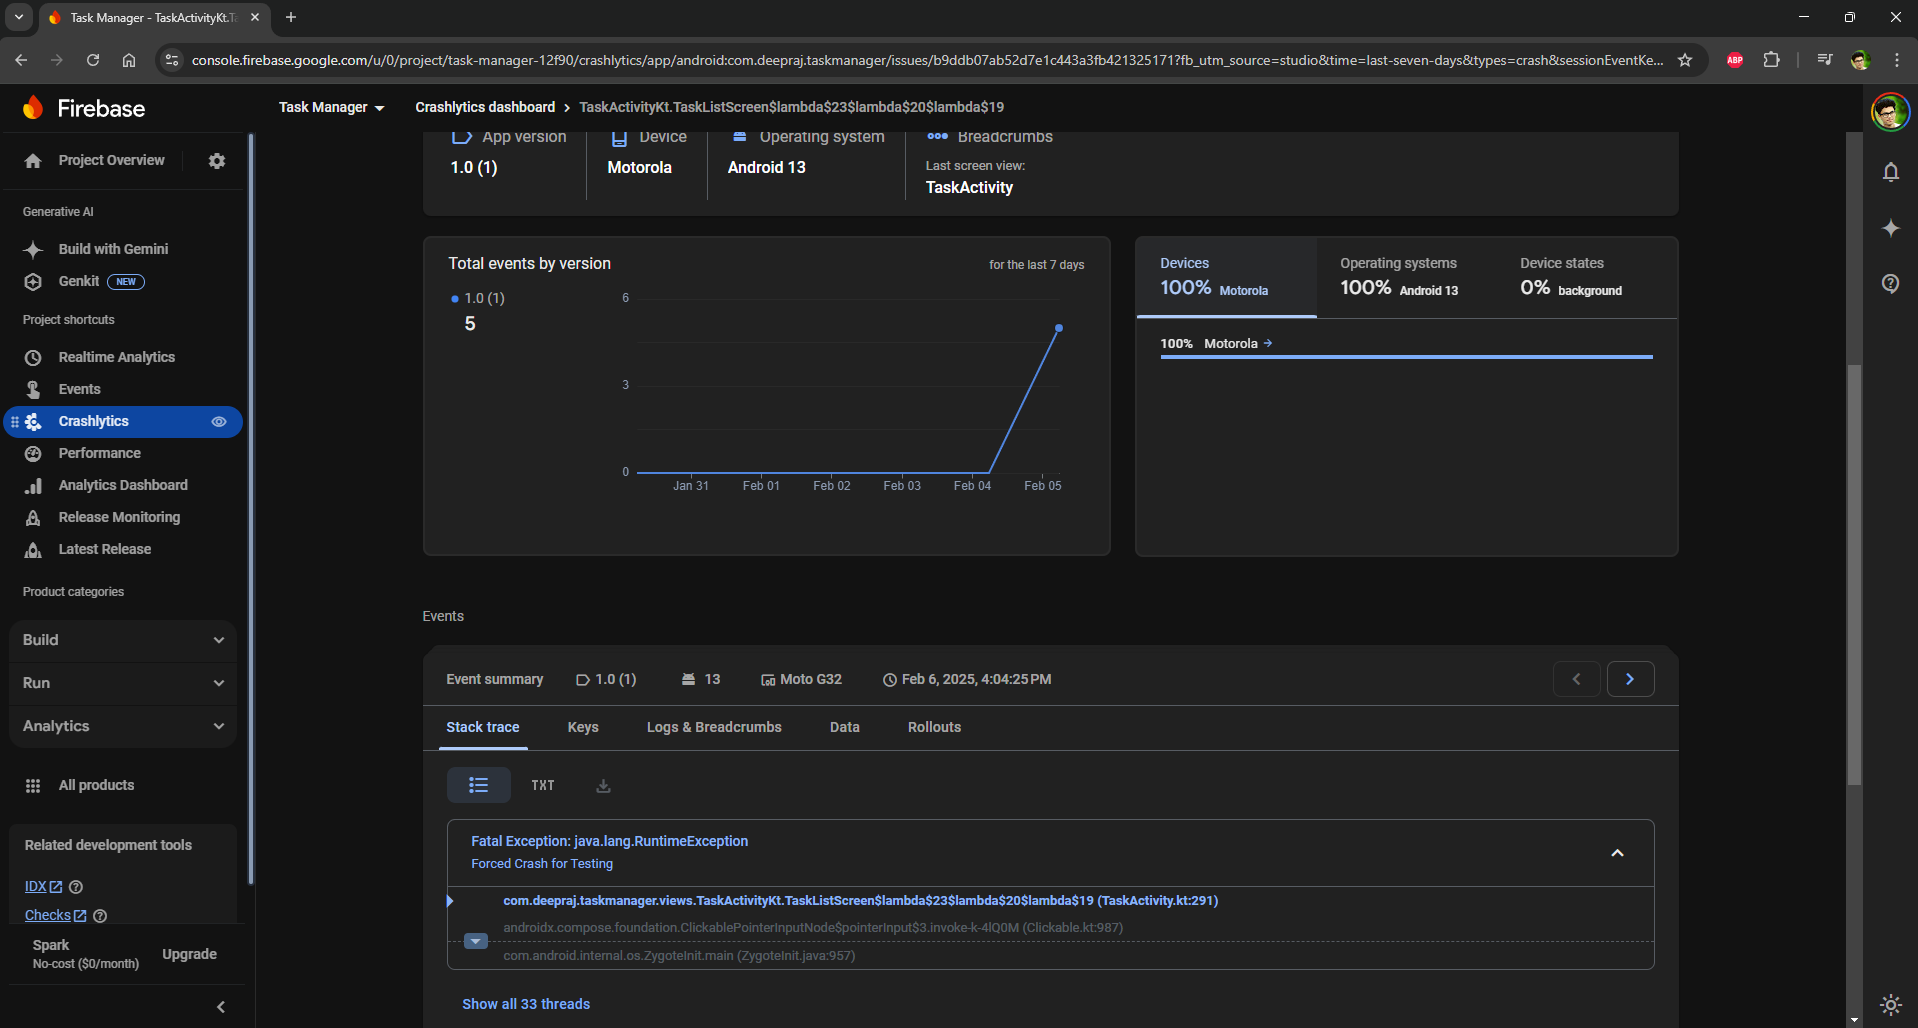 Task Manager - TaskActivityKt.Ta
console.firebase.google.com/u/0/project/task-manager-12f90/crashlytics/app/android:com.deepraj.taskmanager/issues/b9ddb07ab52d7e1c443a3fb421325171?fb_utm_source=studio&time=last-seven-days&types=crash&sessionEventKe...
ABP
Firebase
Task Manager
Crashlytics dashboard > TaskActivityKt.TaskListScreen$lambda$23$lambda$20$lambda$19
Project Overview
Generative AI
Build with Gemini
Genkit NEW
Project shortcuts
Realtime Analytics
Events
Crashlytics
Performance
Analytics Dashboard
Release Monitoring
Latest Release
Product categories
Build
Run
Analytics
All products
Related development tools
IDX
Checks
Spark
No-cost ($0/month)
Upgrade
App version
1.0 (1)
Device
Motorola
Operating system
Android 13
Breadcrumbs
Last screen view:
TaskActivity
Total events by version
for the last 7 days
1.0 (1)
5
6
3
0
Jan 31 Feb 01 Feb 02 Feb 03 Feb 04 Feb 05
Devices
100% Motorola
Operating systems
100% Android 13
Device states
0% background
100% Motorola
Events
Event summary 1.0 (1) 13 Moto G32 Feb 6, 2025, 4:04:25 PM
Stack trace Keys Logs & Breadcrumbs Data Rollouts
TXT
Fatal Exception: java.lang.RuntimeException
Forced Crash for Testing
com.deepraj.taskmanager.views.TaskActivityKt.TaskListScreen$lambda$23$lambda$20$lambda$19 (TaskActivity.kt:291)
androidx.compose.foundation.ClickablePointerInputNode$pointerInput$3.invoke-k-4lQ0M (Clickable.kt:987)
com.android.internal.os.ZygoteInit.main (ZygoteInit.java:957)
Show all 33 threads